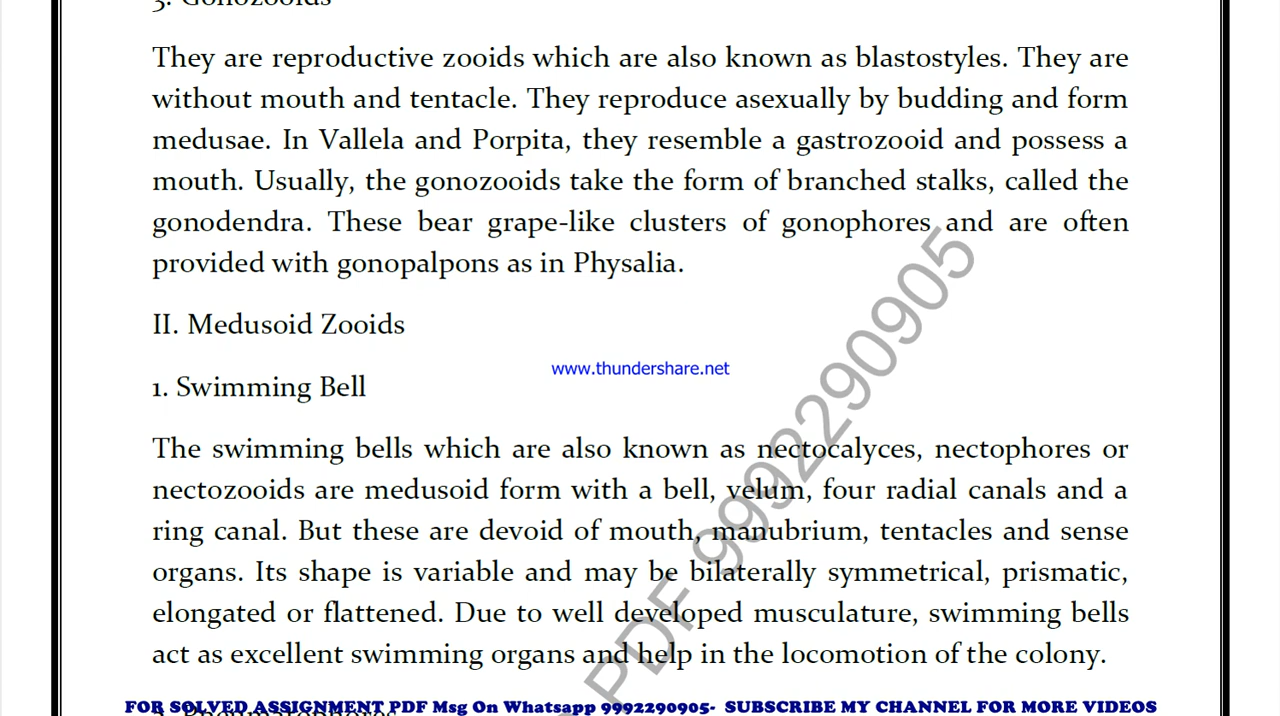 3. Gonozooids
They are reproductive zooids which are also known as blastostyles. They are
without mouth and tentacle. They reproduce asexually by budding and form
medusae. In Vallela and Porpita, they resemble a gastrozooid and possess a
mouth. Usually, the gonozooids take the form of branched stalks, called the
gonodendra. These bear grape-like clusters of gonophores and are often
provided with gonopalpons as in Physalia.
II. Medusoid Zooids
www.thundershare.net
1. Swimming Bell
The swimming bells which are also known as nectocalyces, nectophores or
nectozooids are medusoid form with a bell, velum, four radial canals and a
ring canal. But these are devoid of mouth, manubrium, tentacles and sense
organs. Its shape is variable and may be bilaterally symmetrical, prismatic,
elongated or flattened. Due to well developed musculature, swimming bells
act as excellent swimming organs and help in the locomotion of the colony.
PDF 9992290905
2. Pneumatophores
FOR SOLVED ASSIGNMENT PDF Msg On Whatsapp 9992290905- SUBSCRIBE MY CHANNEL FOR MORE VIDEOS